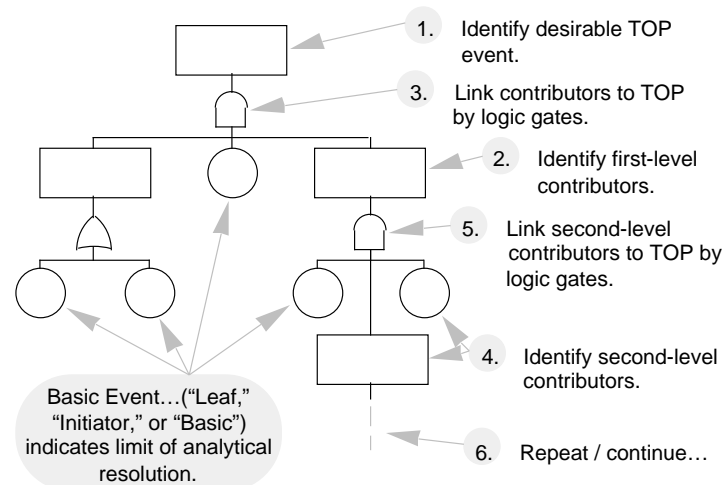 1. Identify desirable TOP
event.
3. Link contributors to TOP
by logic gates.
2. Identify first-level
contributors.
5. Link second-level
contributors to TOP by
logic gates.
4. Identify second-level
contributors.
Basic Event…(“Leaf,”
“Initiator,” or “Basic”)
indicates limit of analytical
resolution.
6. Repeat / continue…